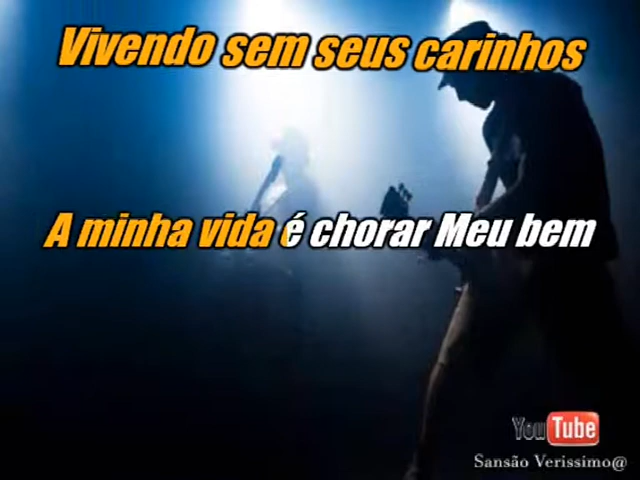 Vivendo sem seus carinhos
A minha vida é chorar Meu bem
YouTube
Sansão Verissimo@